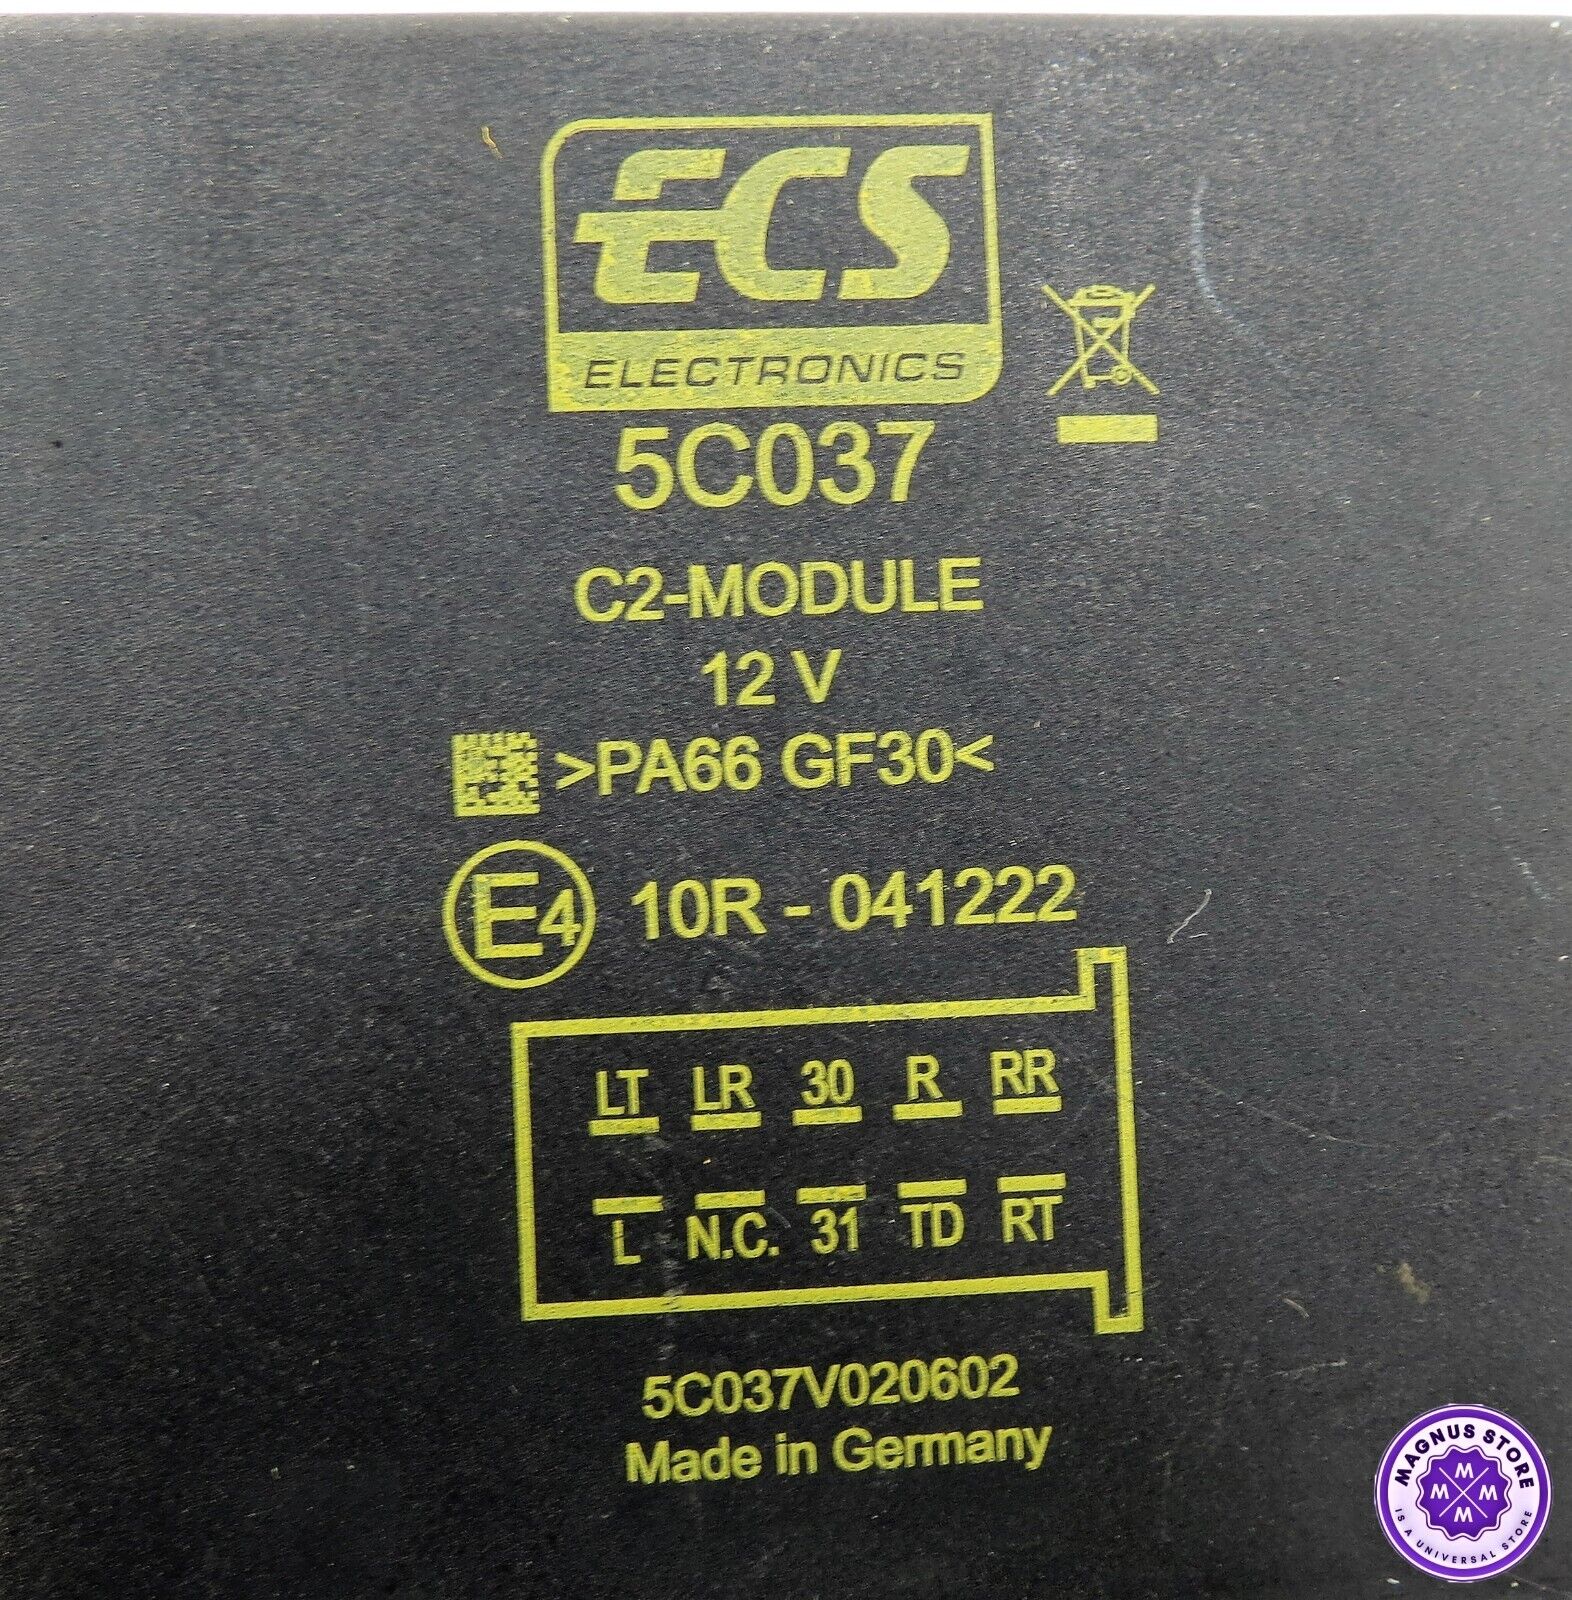 ECS
ELECTRONICS
5C037
C2-MODULE
12 V
>PA66 GF30<
E4 10R - 041222
LT LR 30 R RR
L N.C. 31 TD RT
5C037V020602
Made in Germany
MAGNUS STORE
M
M M
M
IS A UNIVERSAL STORE